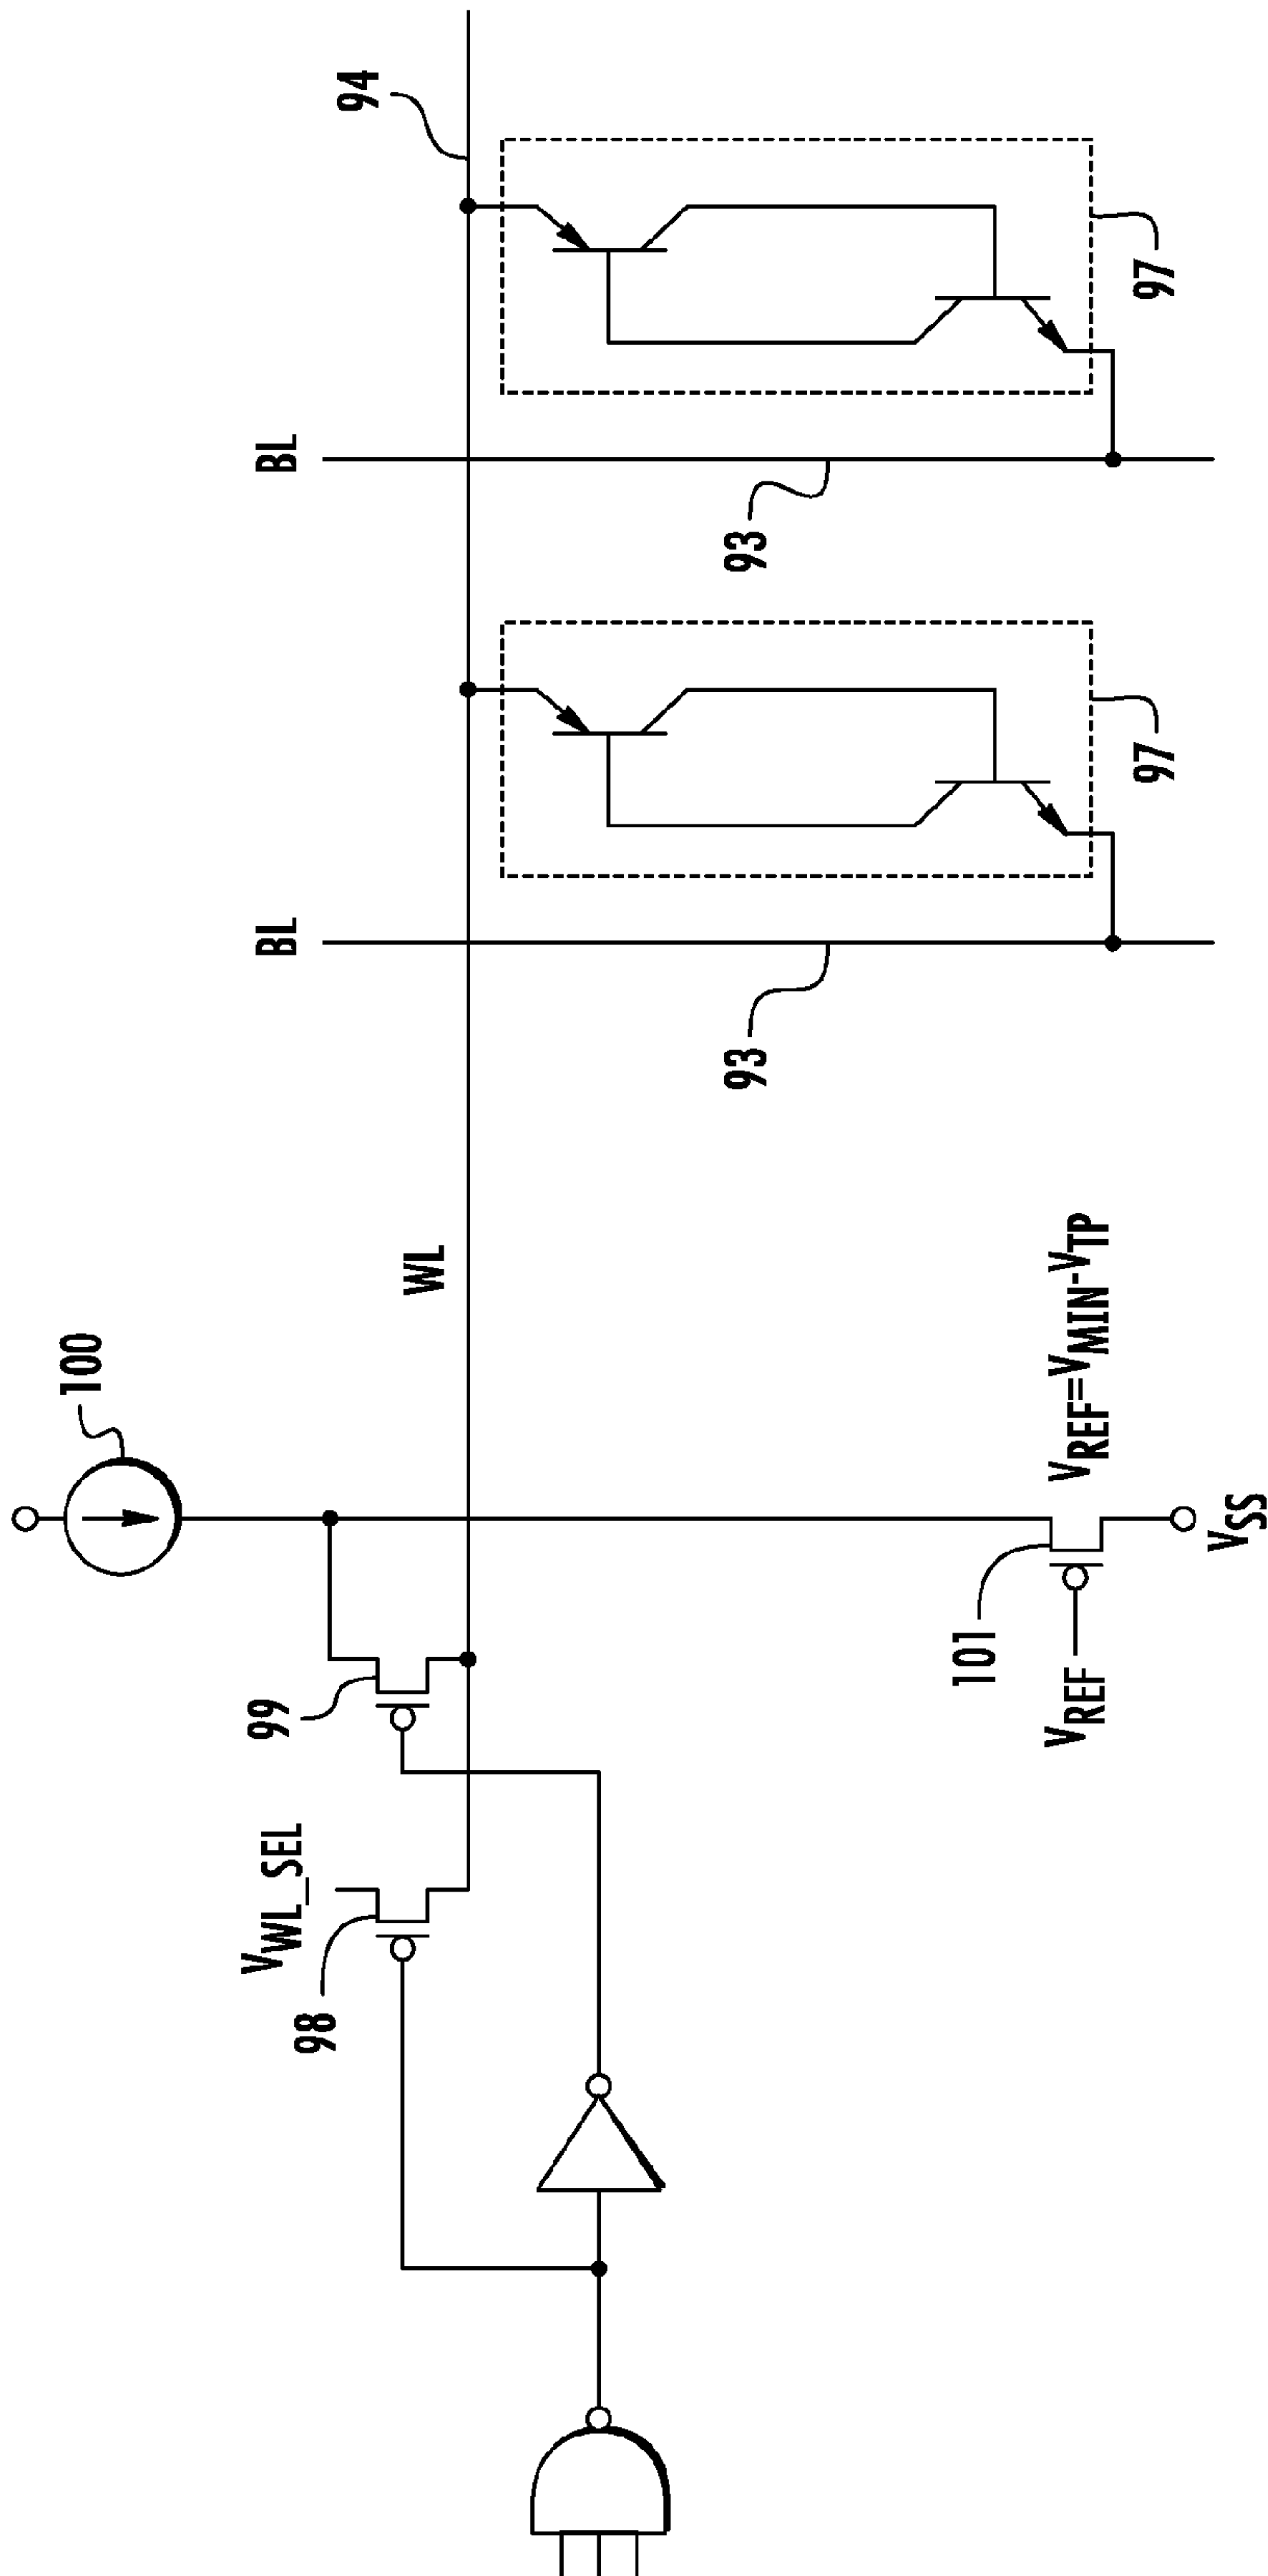 100
99
V_WL_SEL
98
WL
BL
BL
94
93
93
97
97
101
V_REF
V_REF=V_MIN-V_TP
V_SS